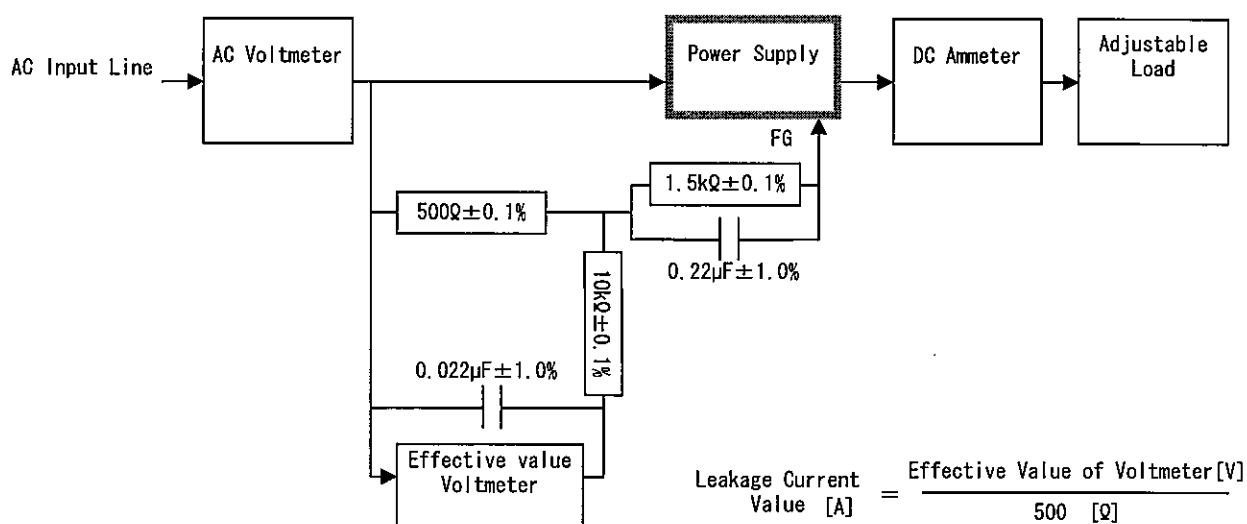 AC Input Line
AC Voltmeter
Power Supply
DC Ammeter
Adjustable
Load
FG
1.5kΩ±0.1%
500Ω±0.1%
0.22μF±1.0%
10kΩ±0.1%
0.022μF±1.0%
Effective value
Voltmeter
Leakage Current
Value [A]
=
Effective Value of Voltmeter[V]
500 [Ω]